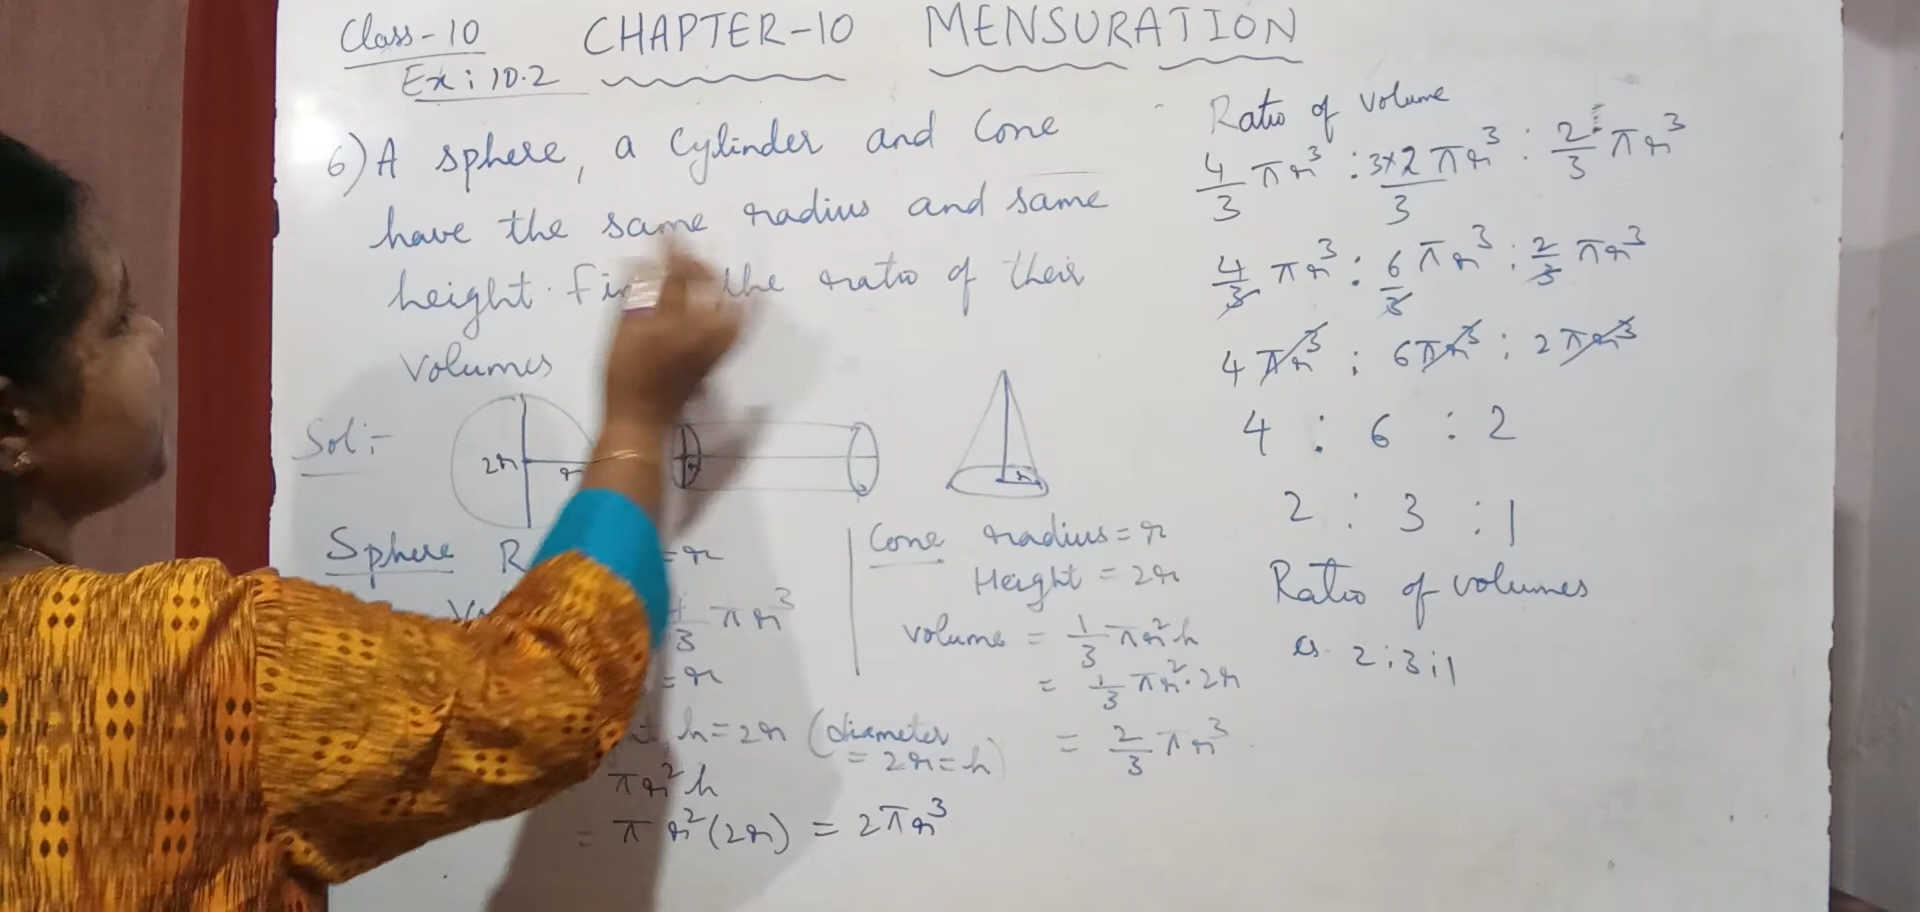 Class-10
CHAPTER-10 MENSURATION
Ex: 10.2
6) A sphere, a Cylinder and Cone
have the same radius and same
height. the ratio of their
Volumes
Sol:-
2r
r
r
r
Sphere = r
/3 πr³
= r
h = 2r (diameter
= 2r = h)
πr²h
= πr²(2r) = 2πr³
Cone radius = r
Height = 2r
volume = 1/3 πr²h
= 1/3 πr²·2r
= 2/3 πr³
Ratio of volume
4/3 πr³ : 3×2πr³/3 : 2/3 πr³
4/3 πr³ : 6/3 πr³ : 2/3 πr³
4πr³ : 6πr³ : 2πr³
4 : 6 : 2
2 : 3 : 1
Ratio of volumes
is 2:3:1